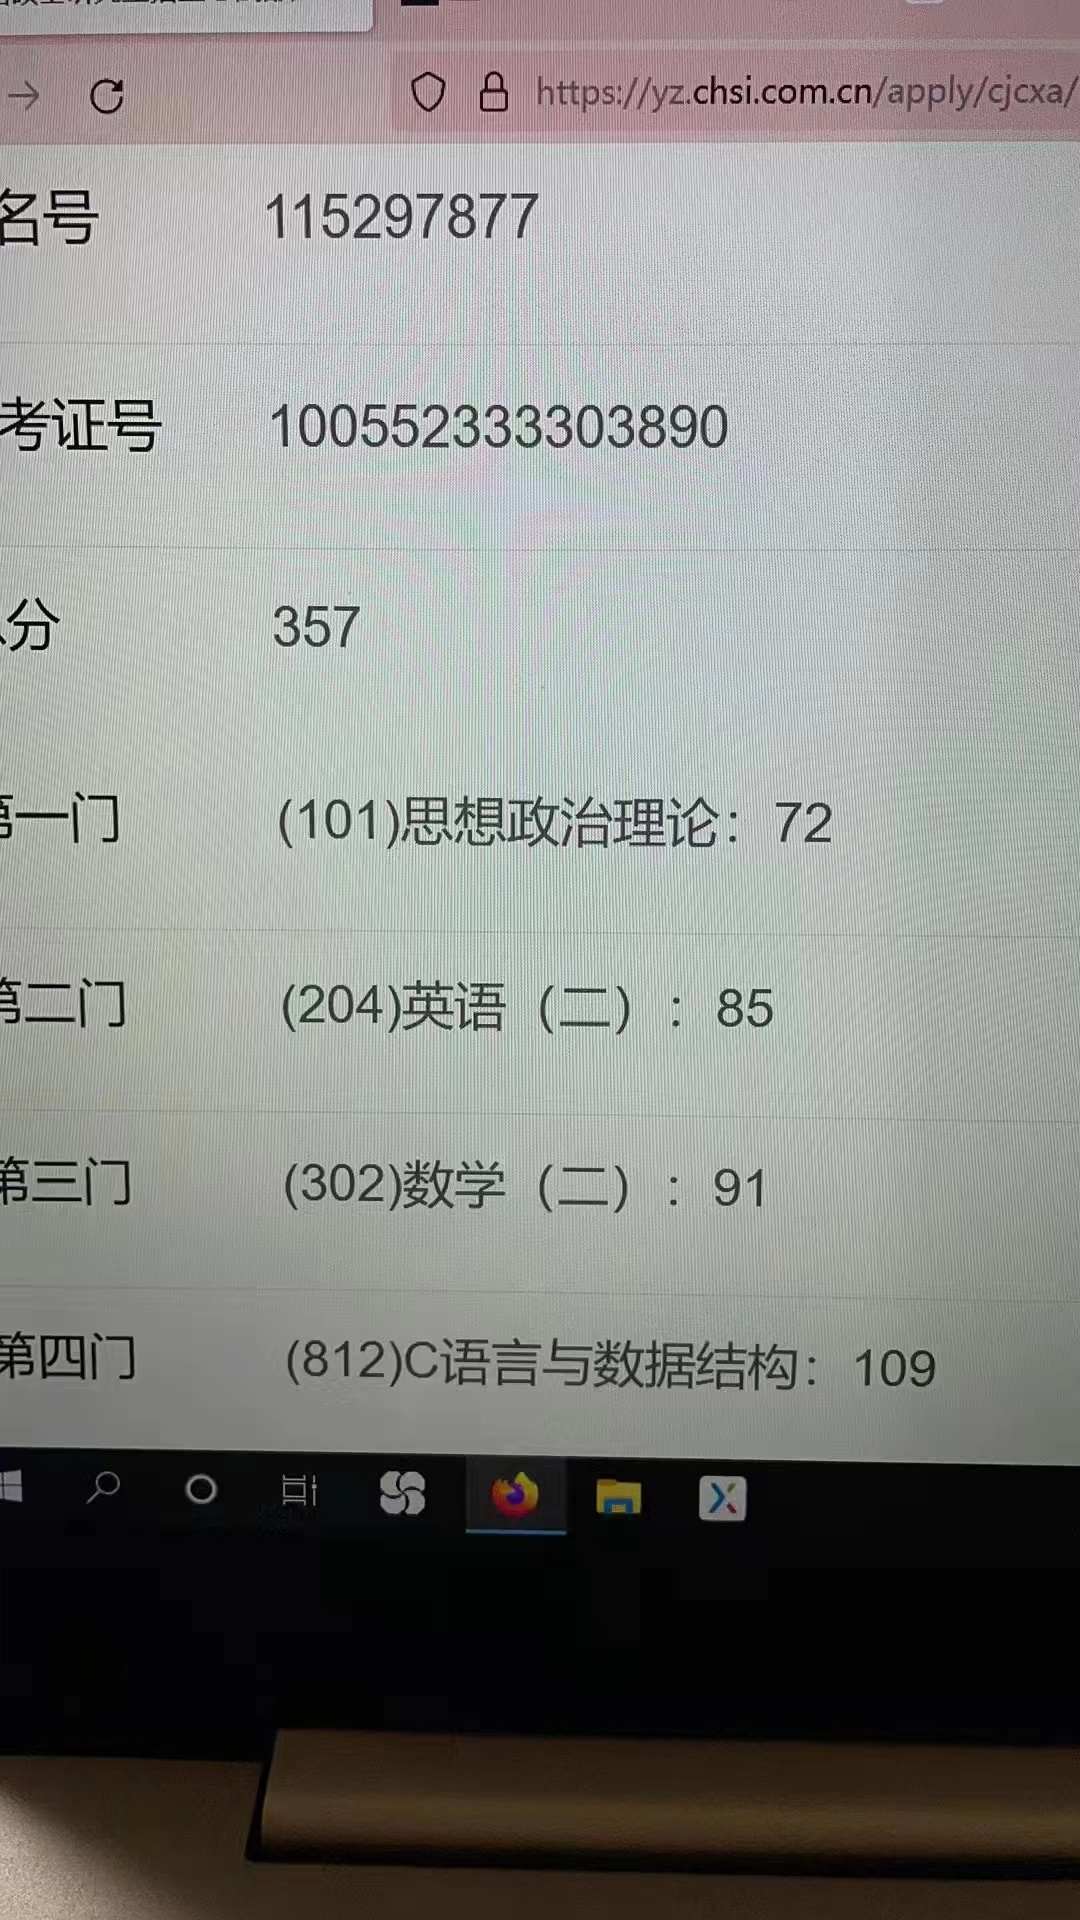 https://yz.chsi.com.cn/apply/cjcxa/
名号 115297877
考证号 100552333303890
分 357
第一门 (101)思想政治理论：72
第二门 (204)英语（二）：85
第三门 (302)数学（二）：91
第四门 (812)C语言与数据结构：109